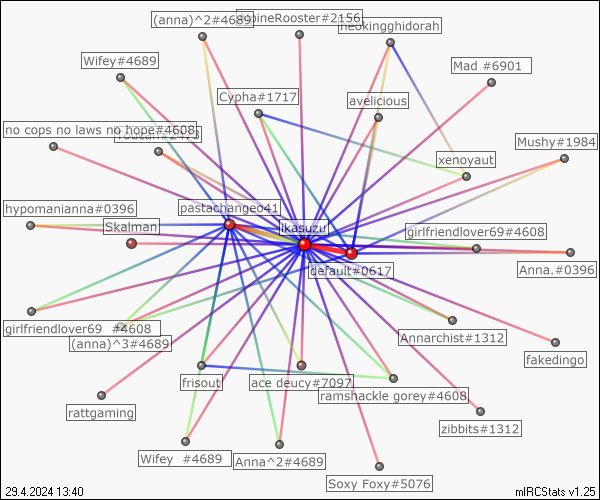 (anna)^2#4689
neokingghidorah
Wifey#4689
Mad #6901
Cypha#1717
avelicious
no cops no laws no hope#4608
Mushy#1984
xenoyaut
hypomanianna#0396
pastachangeo41
Skalman
ikasuzu
girlfriendlover69#4608
Anna.#0396
default#0617
girlfriendlover69 #4608
(anna)^3#4689
Annarchist#1312
fakedingo
frisout
ace deucy#7097
ramshackle gorey#4608
rattgaming
zibbits#1312
Wifey #4689
Anna^2#4689
Soxy Foxy#5076
29.4.2024 13:40
mIRCStats v1.25